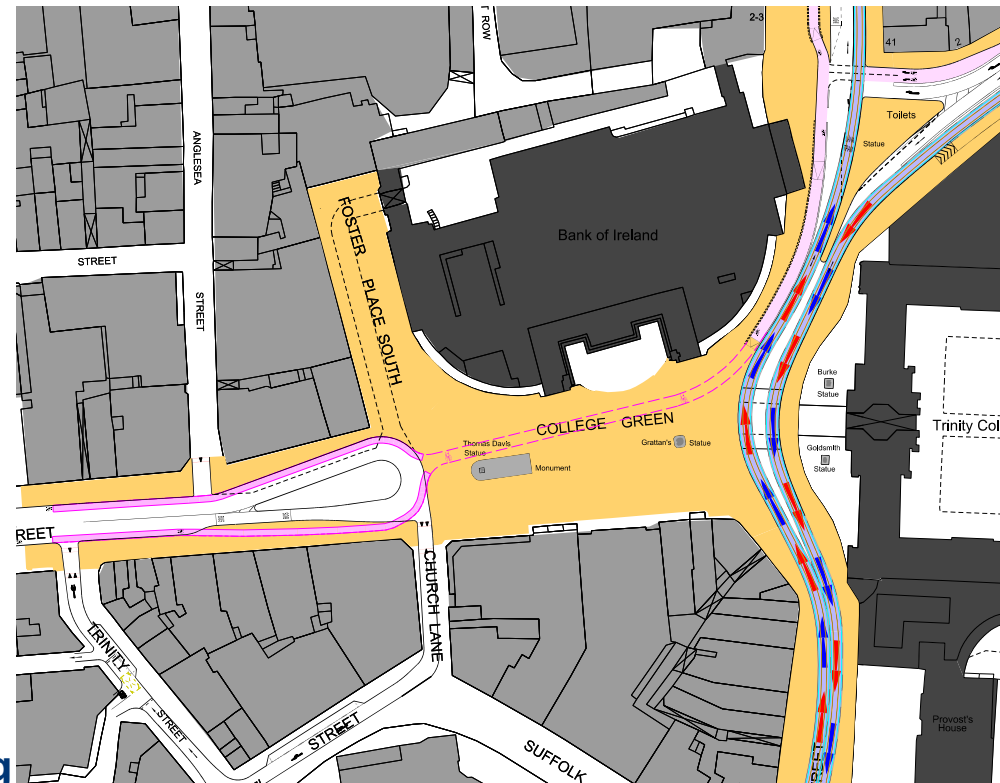 T ROW
2-3
41
2
Toilets
Statue
ANGLESEA
STREET
STREET
FOSTER PLACE SOUTH
Bank of Ireland
Burke
Statue
COLLEGE GREEN
Thomas Davis
Statue
Grattan's Statue
Monument
Goldsmith
Statue
Trinity Col
REET
CHURCH LANE
TRINITY
STREET
STREET
SUFFOLK
Provost's
House
REET
g